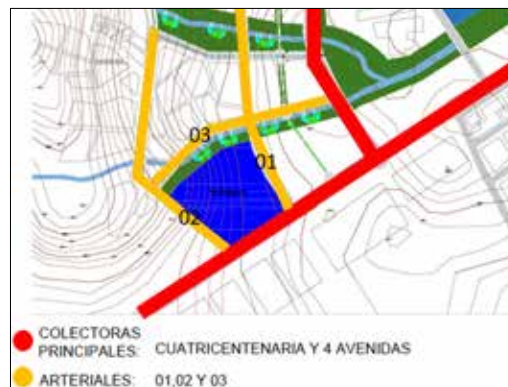 03
01
02
COLECTORAS
PRINCIPALES: CUATRICENTENARIA Y 4 AVENIDAS
ARTERIALES: 01,02 Y 03